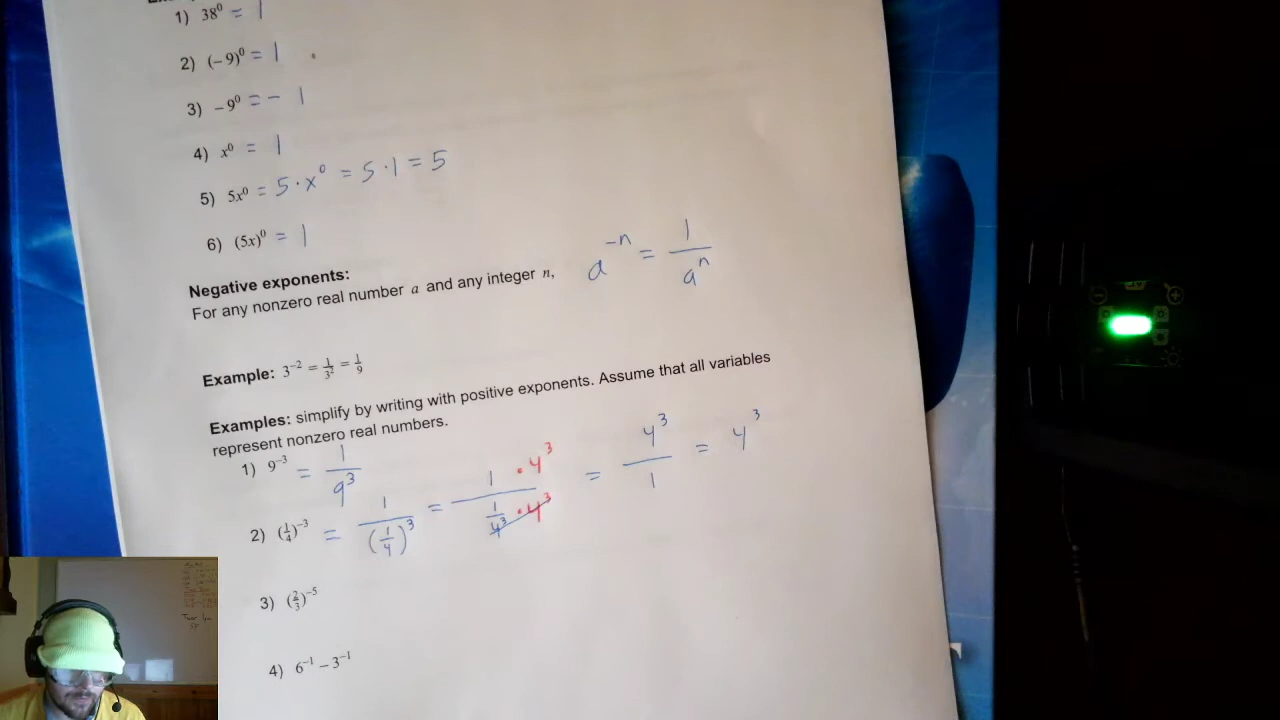 1) 38⁰ = 1
2) (−9)⁰ = 1
3) −9⁰ = − 1
4) x⁰ = 1
5) 5x⁰ = 5 · x⁰ = 5 · 1 = 5
6) (5x)⁰ = 1
Negative exponents:
For any nonzero real number a and any integer n, a⁻ⁿ = 1/aⁿ
Example: 3⁻² = 1/3² = 1/9
Examples: simplify by writing with positive exponents. Assume that all variables
represent nonzero real numbers.
1) 9⁻³ = 1/9³
2) (1/4)⁻³ = 1/(1/4)³ = (1 · 4³)/(1/4³ · 4³) = 4³/1 = 4³
3) (2/3)⁻⁵
4) 6⁻¹ − 3⁻¹